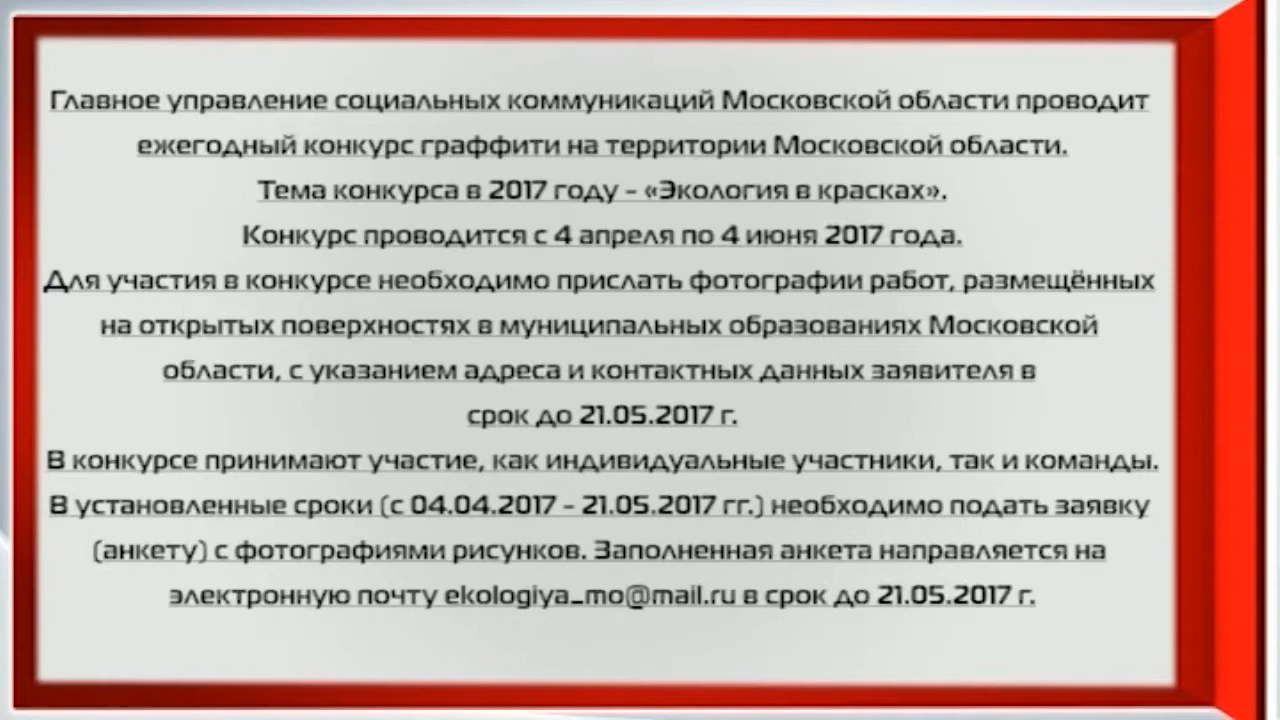 Главное управление социальных коммуникаций Московской области проводит
ежегодный конкурс граффити на территории Московской области.
Тема конкурса в 2017 году - «Экология в красках».
Конкурс проводится с 4 апреля по 4 июня 2017 года.
Для участия в конкурсе необходимо прислать фотографии работ, размещённых
на открытых поверхностях в муниципальных образованиях Московской
области, с указанием адреса и контактных данных заявителя в
срок до 21.05.2017 г.
В конкурсе принимают участие, как индивидуальные участники, так и команды.
В установленные сроки (с 04.04.2017 - 21.05.2017 гг.) необходимо подать заявку
(анкету) с фотографиями рисунков. Заполненная анкета направляется на
электронную почту ekologiya_mo@mail.ru в срок до 21.05.2017 г.